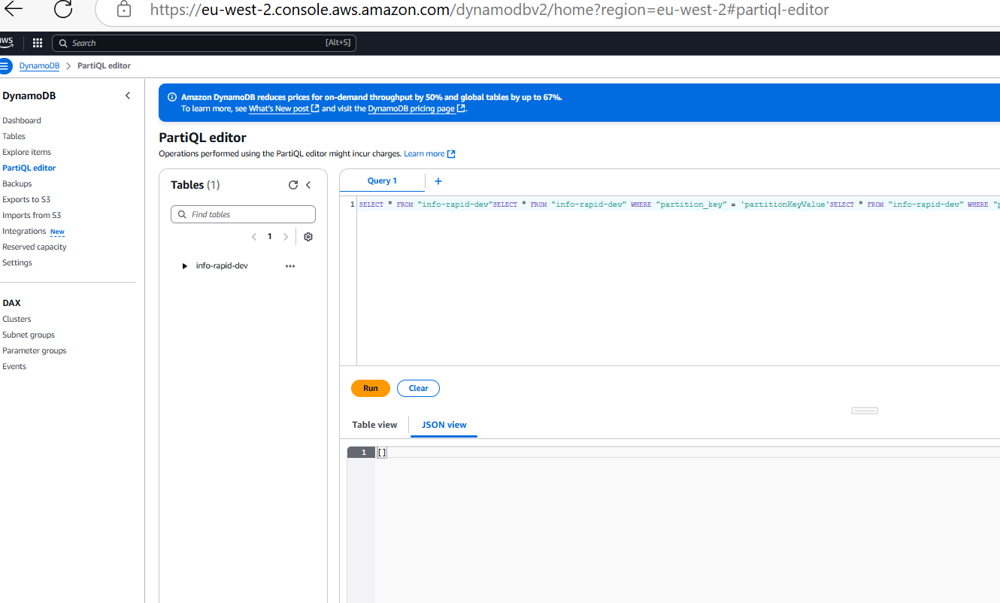 https://eu-west-2.console.aws.amazon.com/dynamodbv2/home?region=eu-west-2#partiql-editor
aws
Search
[Alt+S]
DynamoDB > PartiQL editor
DynamoDB
Dashboard
Tables
Explore items
PartiQL editor
Backups
Exports to S3
Imports from S3
Integrations New
Reserved capacity
Settings
DAX
Clusters
Subnet groups
Parameter groups
Events
Amazon DynamoDB reduces prices for on-demand throughput by 50% and global tables by up to 67%.
To learn more, see What's New post and visit the DynamoDB pricing page.
PartiQL editor
Operations performed using the PartiQL editor might incur charges. Learn more
Tables (1)
Find tables
1
info-rapid-dev
Query 1
1 SELECT * FROM "info-rapid-dev"SELECT * FROM "info-rapid-dev" WHERE "partition_key" = 'partitionKeyValue'SELECT * FROM "info-rapid-dev" WHERE "p
Run
Clear
Table view
JSON view
1 []